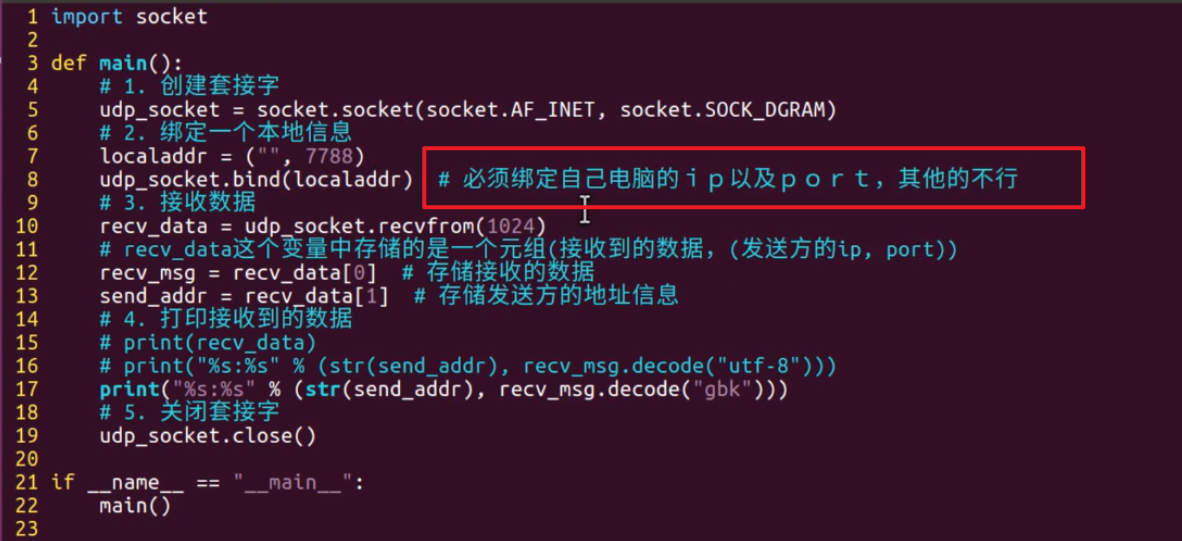 1 import socket
2
3 def main():
4     # 1. 创建套接字
5     udp_socket = socket.socket(socket.AF_INET, socket.SOCK_DGRAM)
6     # 2. 绑定一个本地信息
7     localaddr = ("", 7788)
8     udp_socket.bind(localaddr)  # 必须绑定自己电脑的ｉｐ以及ｐｏｒｔ，其他的不行
9     # 3. 接收数据
10     recv_data = udp_socket.recvfrom(1024)
11     # recv_data这个变量中存储的是一个元组(接收到的数据，(发送方的ip, port))
12     recv_msg = recv_data[0]  # 存储接收的数据
13     send_addr = recv_data[1]  # 存储发送方的地址信息
14     # 4. 打印接收到的数据
15     # print(recv_data)
16     # print("%s:%s" % (str(send_addr), recv_msg.decode("utf-8")))
17     print("%s:%s" % (str(send_addr), recv_msg.decode("gbk")))
18     # 5. 关闭套接字
19     udp_socket.close()
20
21 if __name__ == "__main__":
22     main()
23